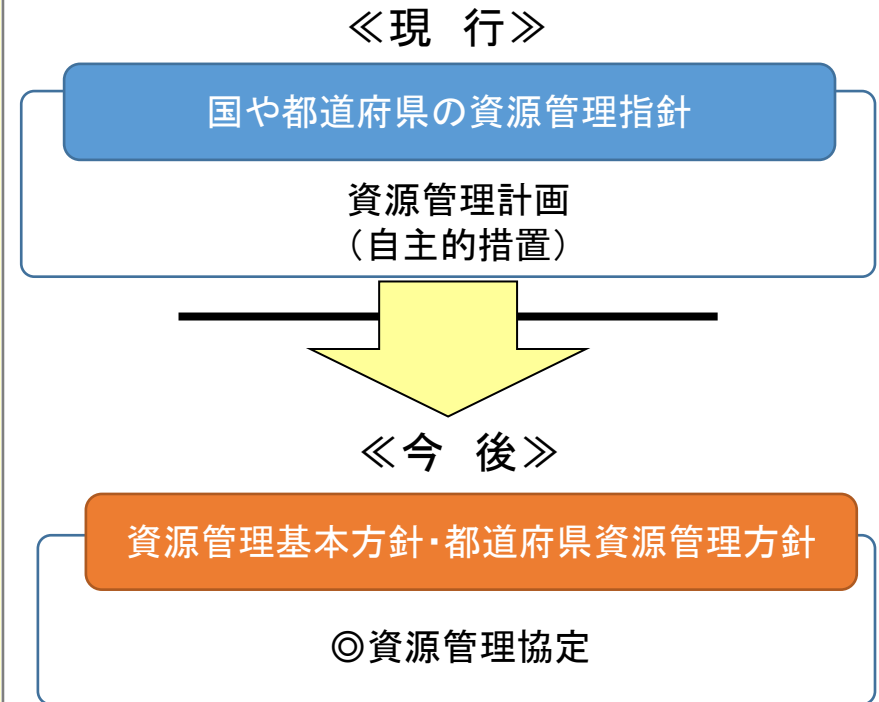 ≪現　行≫
国や都道府県の資源管理指針
資源管理計画
（自主的措置）
≪今　後≫
資源管理基本方針・都道府県資源管理方針
◎資源管理協定